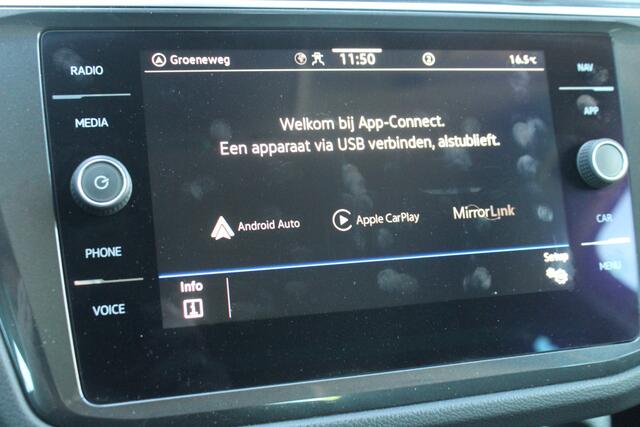 RADIO
MEDIA
PHONE
VOICE
Groeneweg
11:50
2
16.5°C
Welkom bij App-Connect.
Een apparaat via USB verbinden, alstublieft.
Android Auto
Apple CarPlay
MirrorLink
Info
Setup
NAV
APP
CAR
MENU